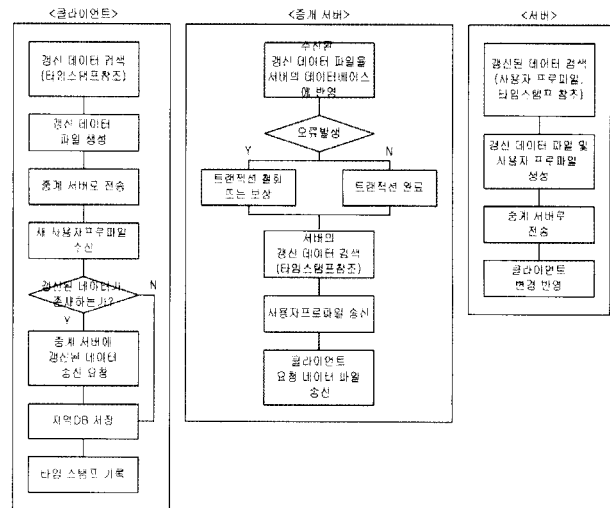 <클라이언트>
갱신 데이터 검색
(타임스탬프참조)
갱신 데이터
파일 생성
중계 서버로 전송
새 사용자프로파일
수신
갱신된 데이터가
존재하는가?
N
Y
중계 서버에
갱신된 데이터
송신 요청
지역DB 저장
타임 스탬프 기록
<중개 서버>
수신한
갱신 데이터 파일을
서버의 데이터베이스
에 반영
오류발생
Y
N
트랜잭션 철회
또는 보상
트랜잭션 완료
서버의
갱신 데이터 검색
(타임스탬프참조)
사용자프로파일 송신
클라이언트
요청 데이터 파일
송신
<서버>
갱신된 데이터 검색
(사용자 프로파일,
타임스탬프 참조)
갱신 데이터 파일 및
사용자 프로파일
생성
중계 서버로
전송
클라이언트
변경 반영